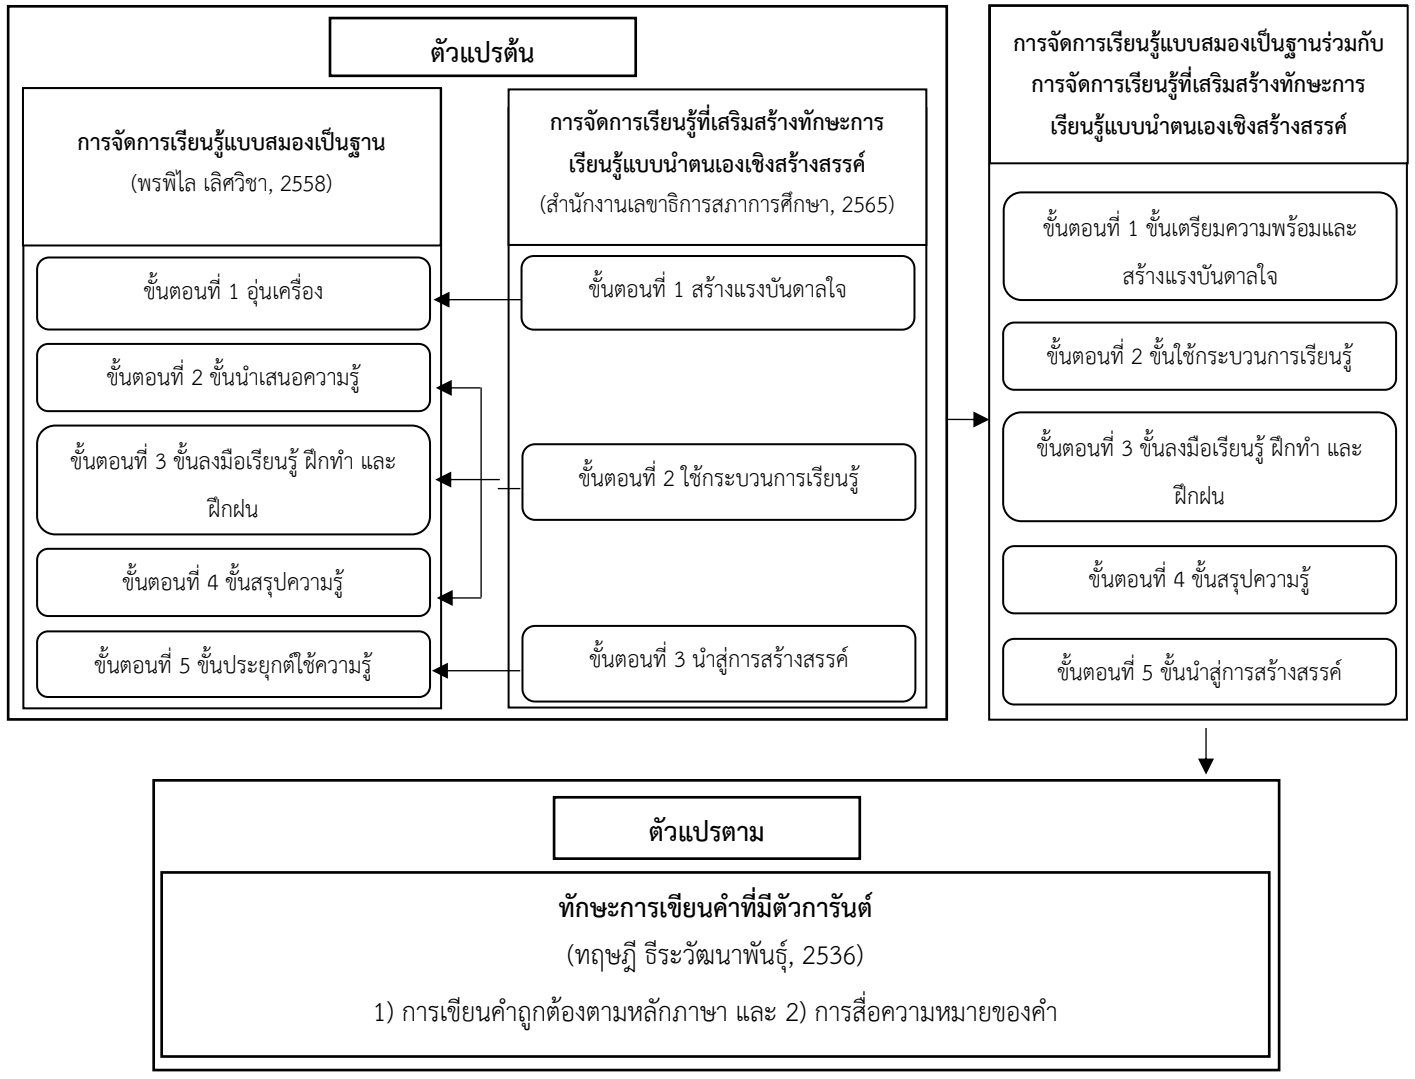 ตัวแปรต้น
การจัดการเรียนรู้แบบสมองเป็นฐาน
(พรพิไล เลิศวิชา, 2558)
ขั้นตอนที่ 1 อุ่นเครื่อง
ขั้นตอนที่ 2 ขั้นนำเสนอความรู้
ขั้นตอนที่ 3 ขั้นลงมือเรียนรู้ ฝึกทำ และ
ฝึกฝน
ขั้นตอนที่ 4 ขั้นสรุปความรู้
ขั้นตอนที่ 5 ขั้นประยุกต์ใช้ความรู้
การจัดการเรียนรู้ที่เสริมสร้างทักษะการ
เรียนรู้แบบนำตนเองเชิงสร้างสรรค์
(สำนักงานเลขาธิการสภาการศึกษา, 2565)
ขั้นตอนที่ 1 สร้างแรงบันดาลใจ
ขั้นตอนที่ 2 ใช้กระบวนการเรียนรู้
ขั้นตอนที่ 3 นำสู่การสร้างสรรค์
การจัดการเรียนรู้แบบสมองเป็นฐานร่วมกับ
การจัดการเรียนรู้ที่เสริมสร้างทักษะการ
เรียนรู้แบบนำตนเองเชิงสร้างสรรค์
ขั้นตอนที่ 1 ขั้นเตรียมความพร้อมและ
สร้างแรงบันดาลใจ
ขั้นตอนที่ 2 ขั้นใช้กระบวนการเรียนรู้
ขั้นตอนที่ 3 ขั้นลงมือเรียนรู้ ฝึกทำ และ
ฝึกฝน
ขั้นตอนที่ 4 ขั้นสรุปความรู้
ขั้นตอนที่ 5 ขั้นนำสู่การสร้างสรรค์
ตัวแปรตาม
ทักษะการเขียนคำที่มีตัวการันต์
(ทฤษฎี ธีระวัฒนาพันธุ์, 2536)
1) การเขียนคำถูกต้องตามหลักภาษา และ 2) การสื่อความหมายของคำ